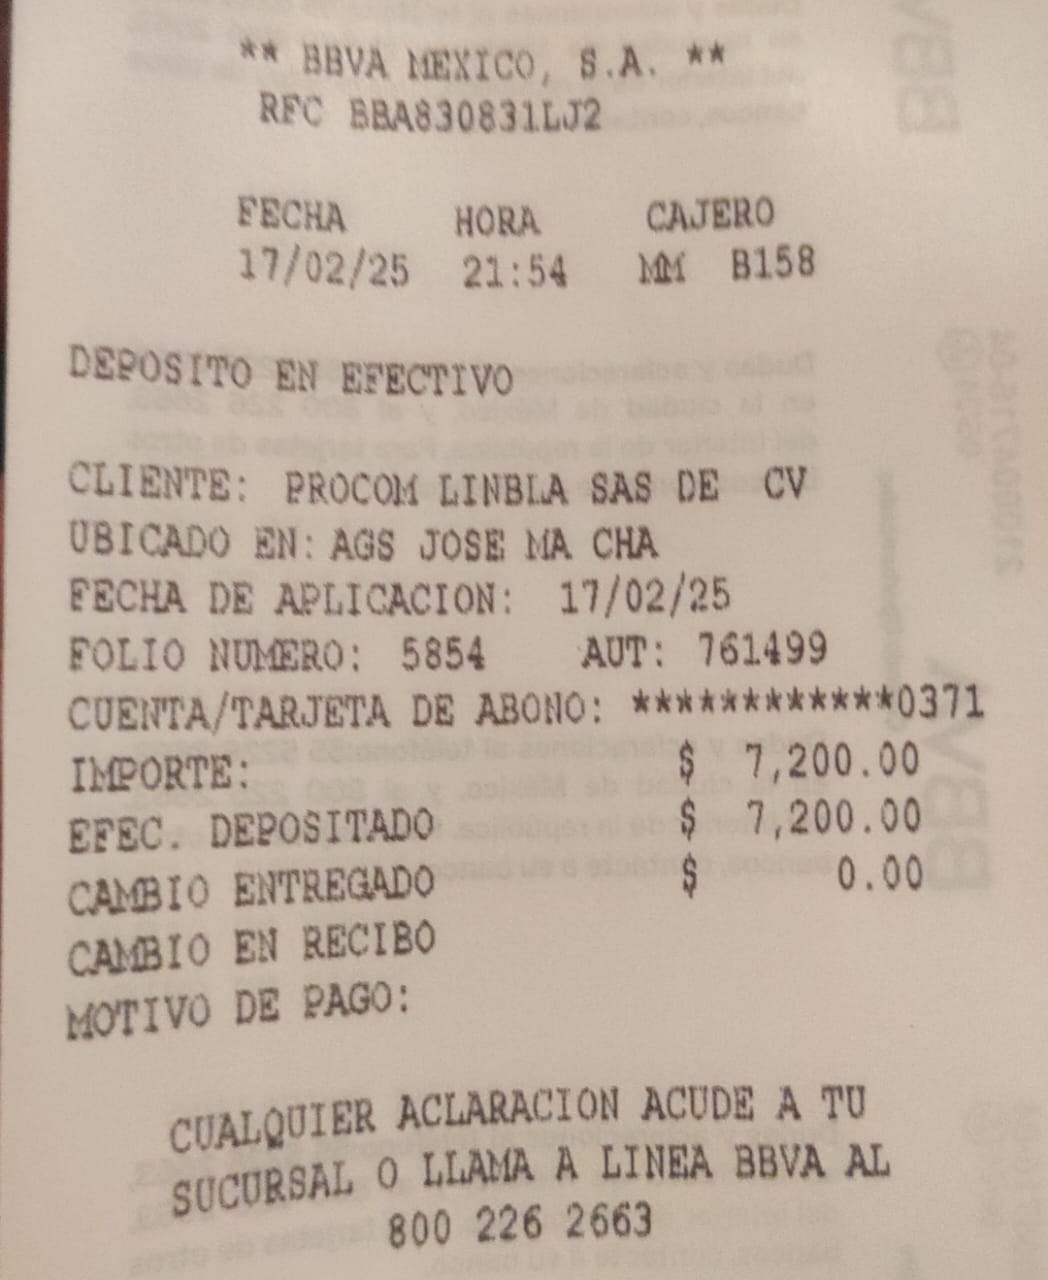 ** BBVA MEXICO, S.A. **
RFC BBA830831LJ2
FECHA HORA CAJERO
17/02/25 21:54 MM B158
DEPOSITO EN EFECTIVO
CLIENTE: PROCOM LINBLA SAS DE CV
UBICADO EN: AGS JOSE MA CHA
FECHA DE APLICACION: 17/02/25
FOLIO NUMERO: 5854 AUT: 761499
CUENTA/TARJETA DE ABONO: ************0371
IMPORTE: $ 7,200.00
EFEC. DEPOSITADO $ 7,200.00
CAMBIO ENTREGADO $ 0.00
CAMBIO EN RECIBO
MOTIVO DE PAGO:
CUALQUIER ACLARACION ACUDE A TU
SUCURSAL O LLAMA A LINEA BBVA AL
800 226 2663